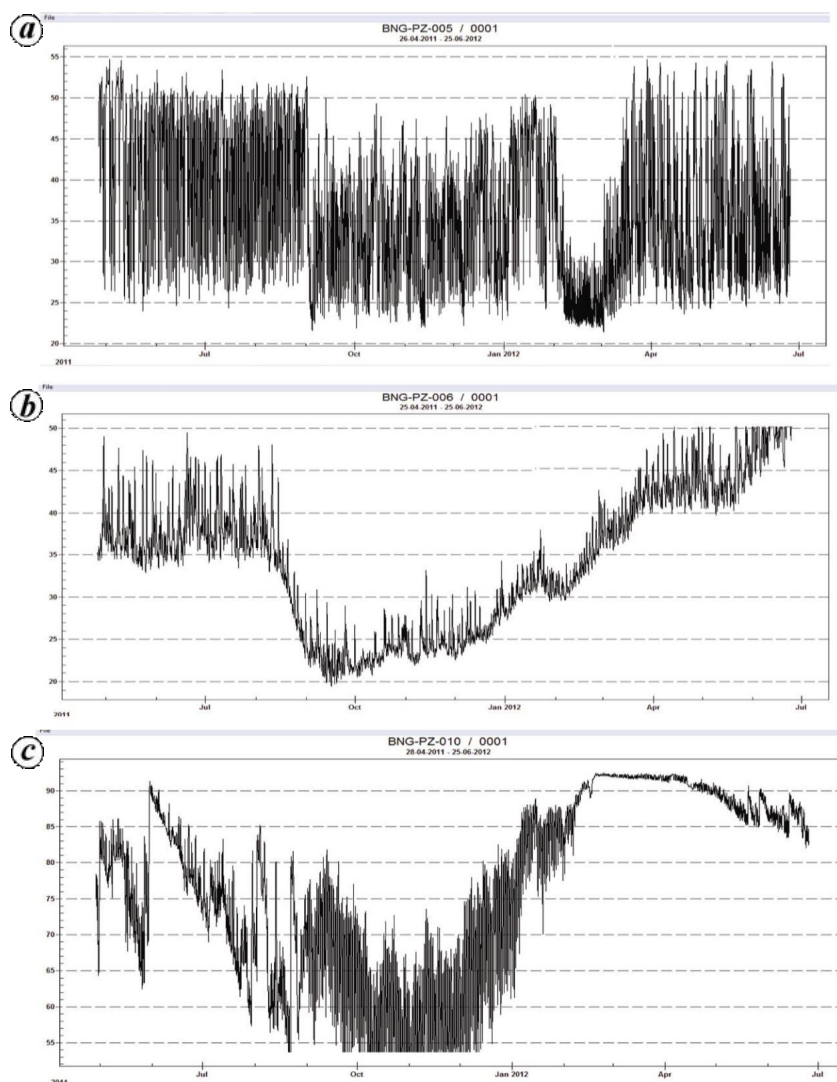 a
File
BNG-PZ-005 / 0001
26-04-2011 - 25-06-2012
55
50
45
40
35
30
25
20
Jul Oct Jan 2012 Apr Jul
2011
b
File
BNG-PZ-006 / 0001
25-04-2011 - 25-06-2012
50
45
40
35
30
25
20
Jul Oct Jan 2012 Apr Jul
2011
c
File
BNG-PZ-010 / 0001
28-04-2011 - 25-06-2012
90
85
80
75
70
65
60
55
Jul Oct Jan 2012 Apr Jul